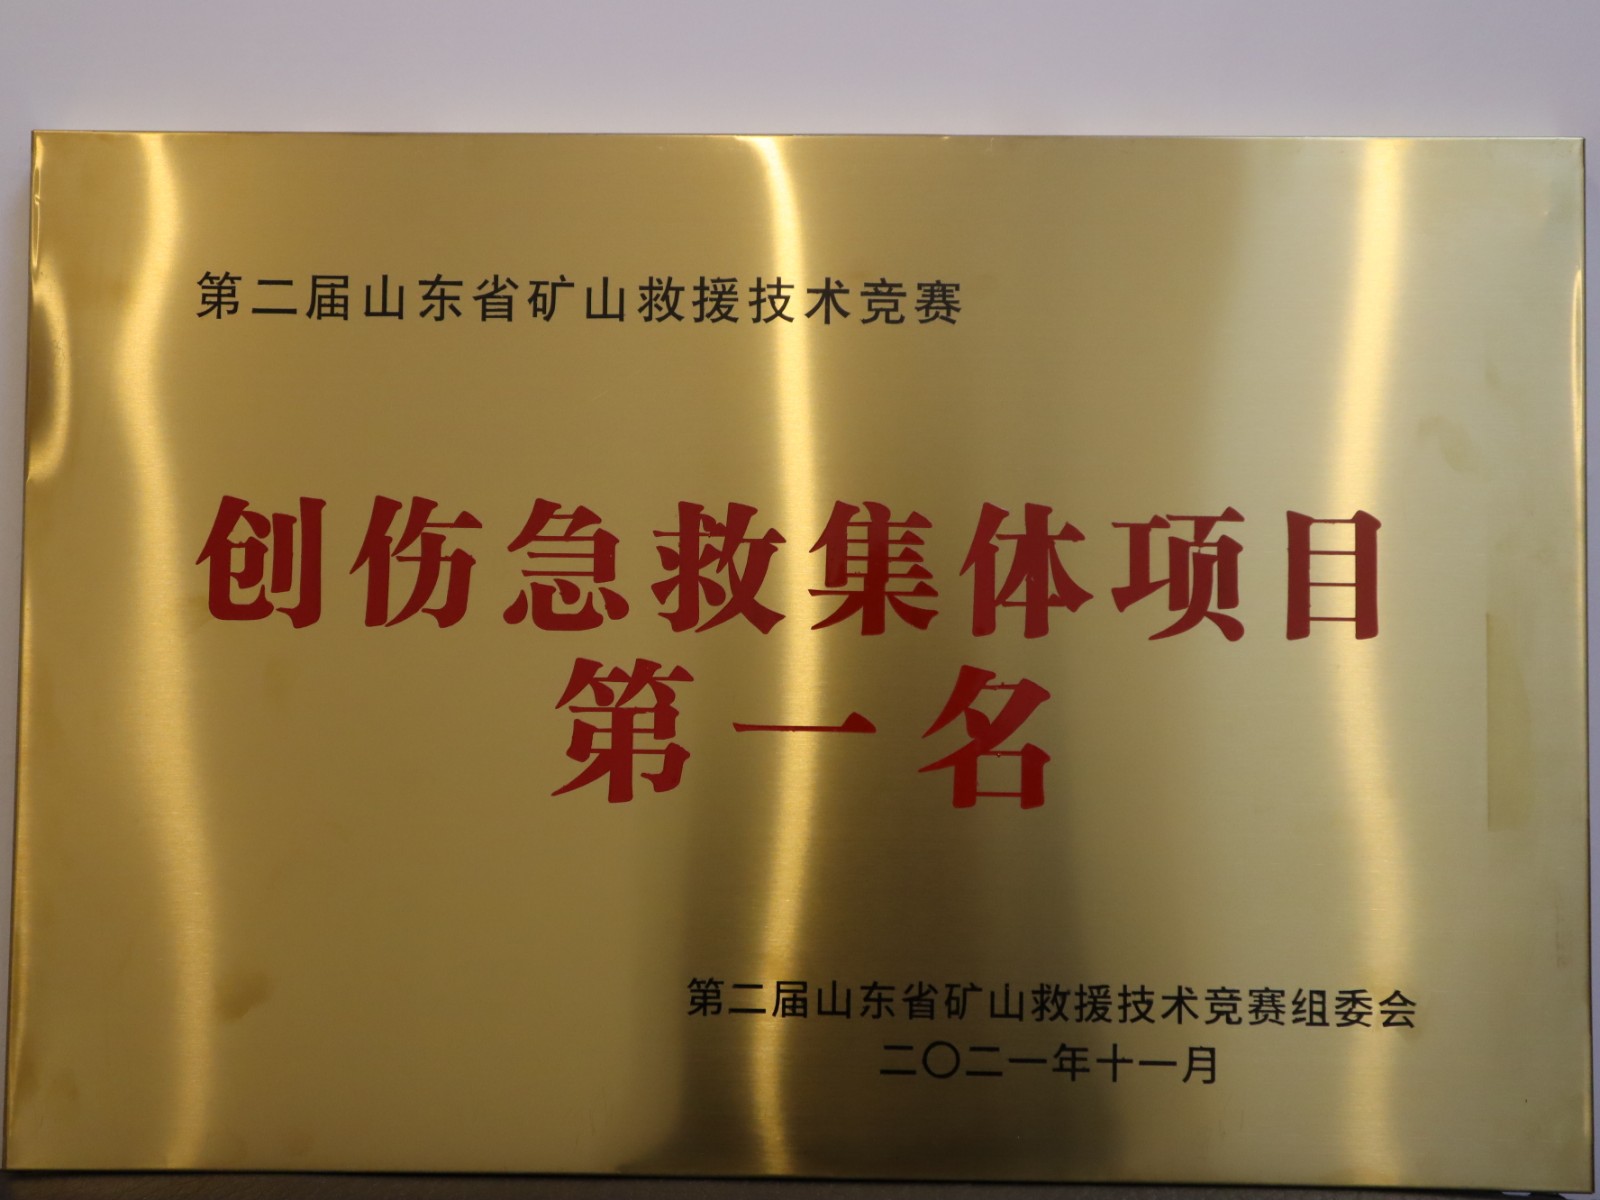 第二届山东省矿山救援技术竞赛
创伤急救集体项目
第一名
第二届山东省矿山救援技术竞赛组委会
二〇二一年十一月